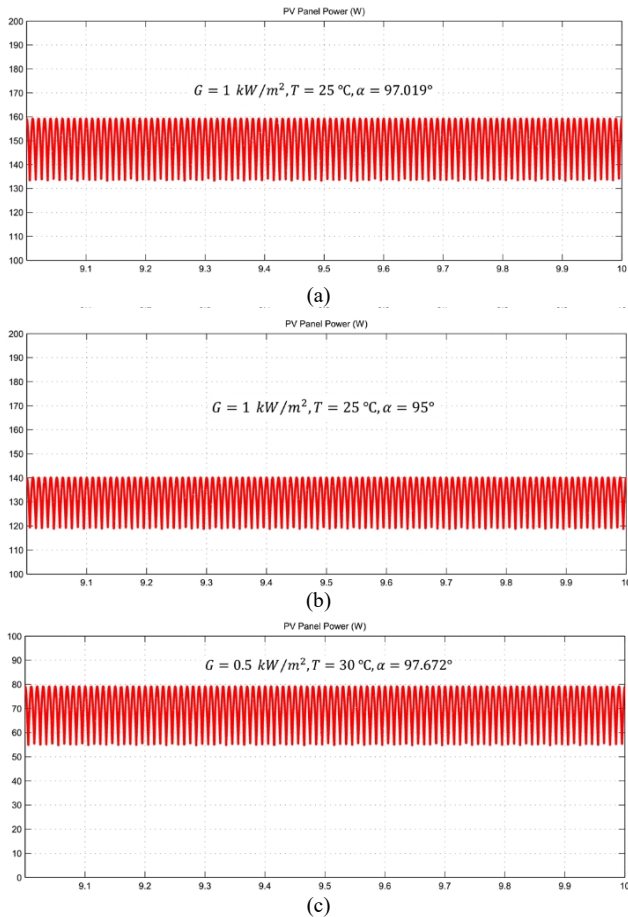 PV Panel Power (W)
200
190
180
170
160
150
140
130
120
110
100
G = 1 kW/m², T = 25 ℃, α = 97.019°
9.1 9.2 9.3 9.4 9.5 9.6 9.7 9.8 9.9 10
(a)
PV Panel Power (W)
200
190
180
170
160
150
140
130
120
110
100
G = 1 kW/m², T = 25 ℃, α = 95°
9.1 9.2 9.3 9.4 9.5 9.6 9.7 9.8 9.9 10
(b)
PV Panel Power (W)
100
90
80
70
60
50
40
30
20
10
0
G = 0.5 kW/m², T = 30 ℃, α = 97.672°
9.1 9.2 9.3 9.4 9.5 9.6 9.7 9.8 9.9 10
(c)